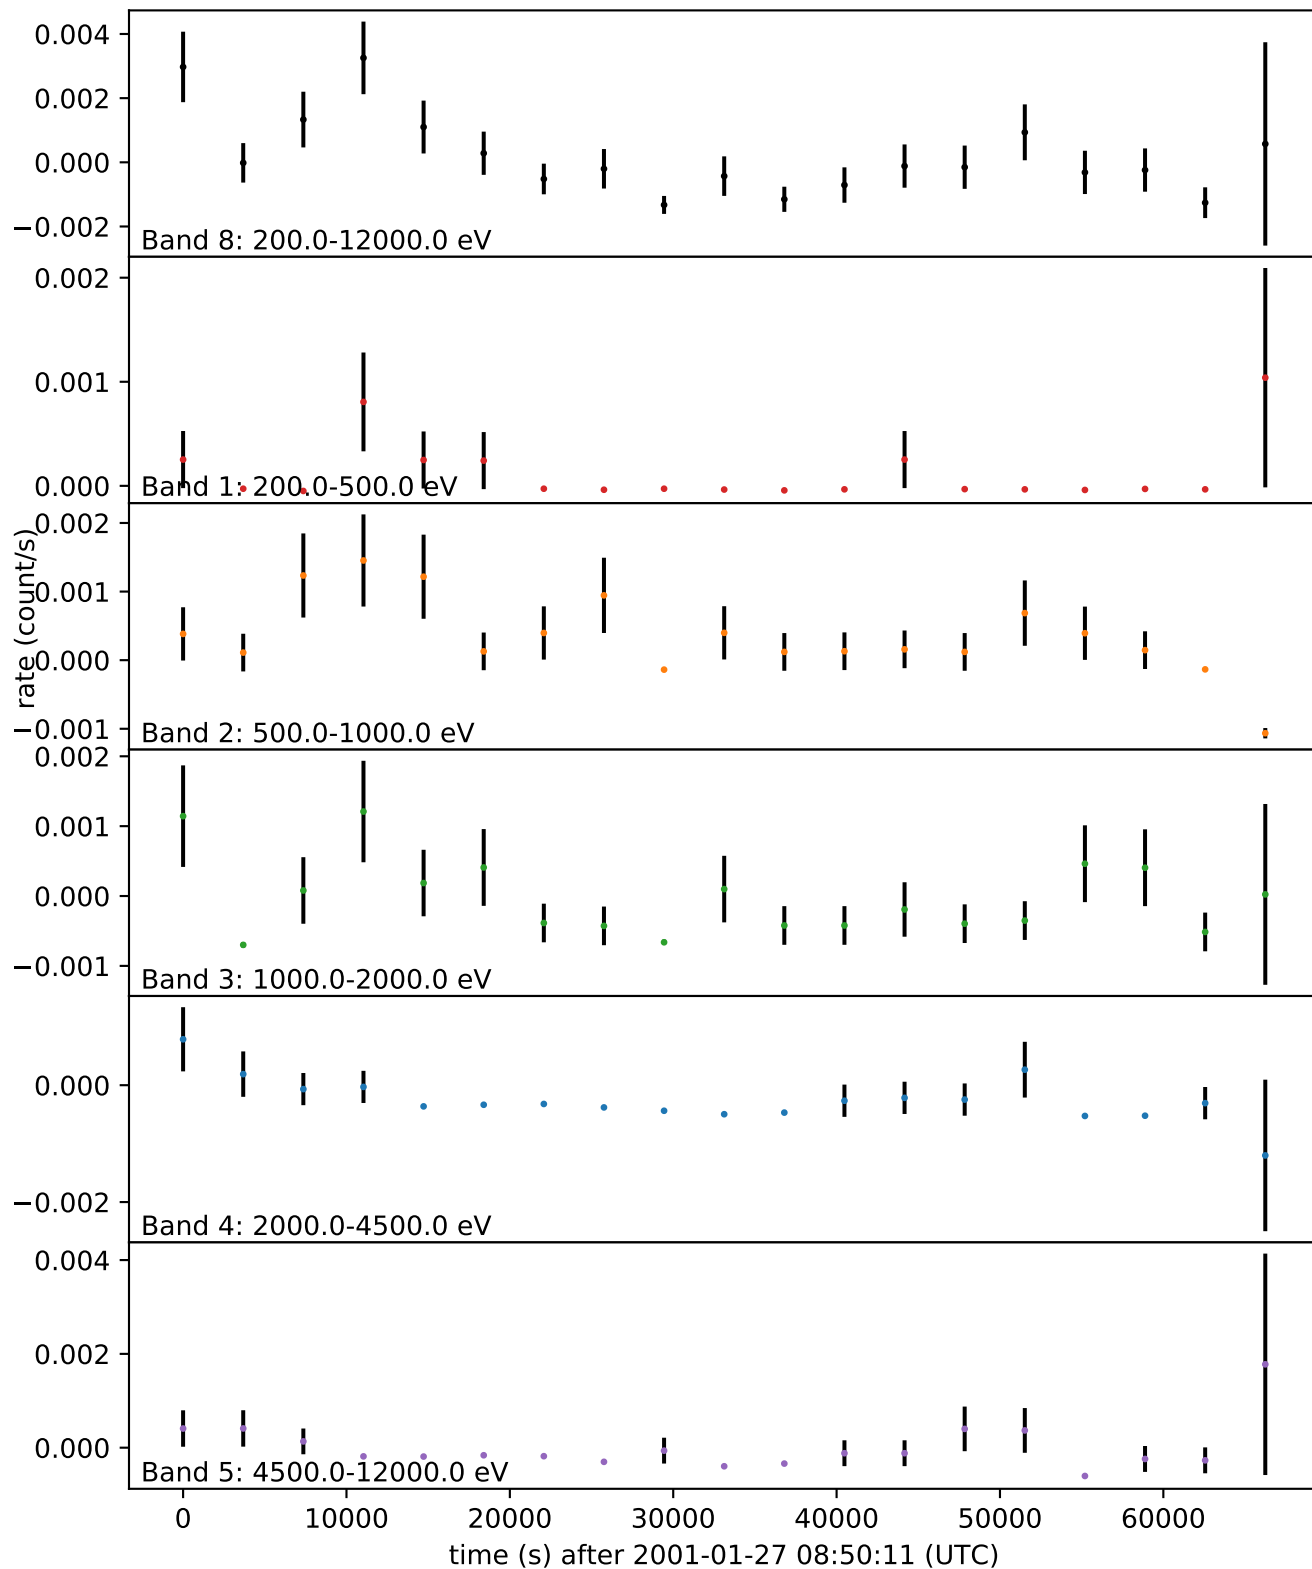 0.004
0.002
0.000
−0.002
Band 8: 200.0-12000.0 eV
0.002
0.001
0.000
Band 1: 200.0-500.0 eV
rate (count/s)
0.002
0.001
0.000
−0.001
Band 2: 500.0-1000.0 eV
0.002
0.001
0.000
−0.001
Band 3: 1000.0-2000.0 eV
0.000
−0.002
Band 4: 2000.0-4500.0 eV
0.004
0.002
0.000
Band 5: 4500.0-12000.0 eV
0 10000 20000 30000 40000 50000 60000
time (s) after 2001-01-27 08:50:11 (UTC)